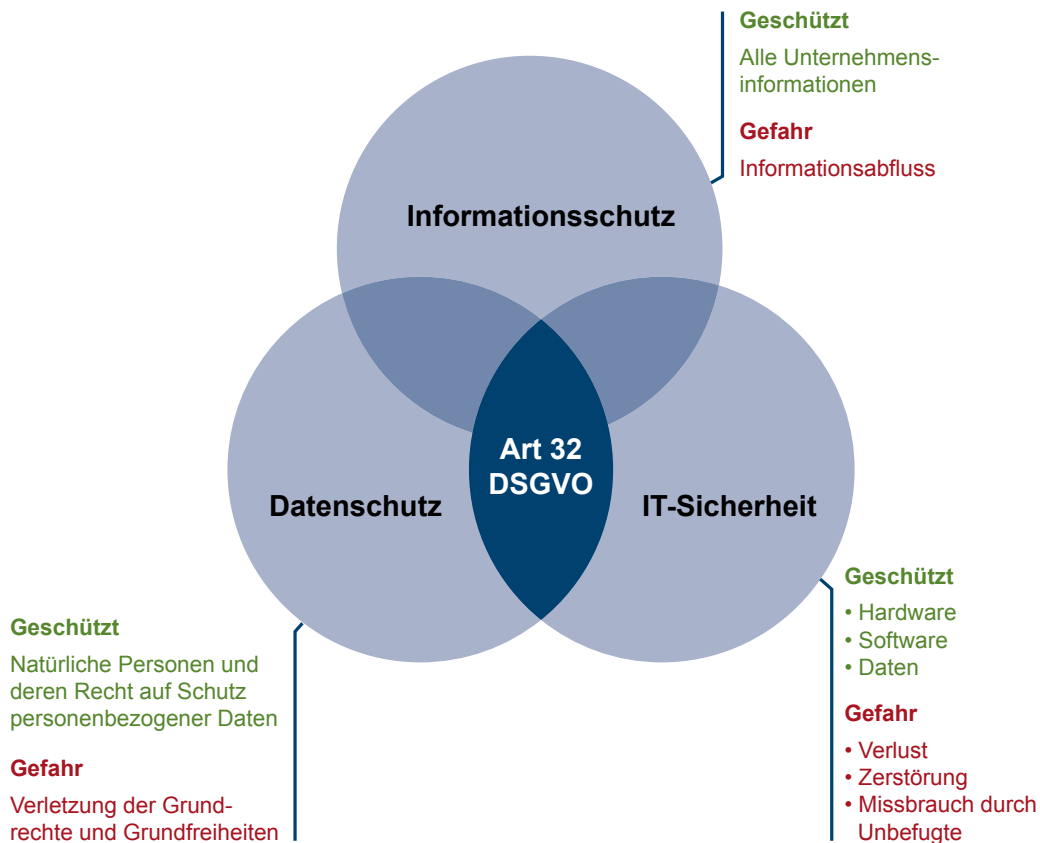 Geschützt
Alle Unternehmens-
informationen
Gefahr
Informationsabfluss
Informationsschutz
Art 32
DSGVO
Datenschutz
IT-Sicherheit
Geschützt
Natürliche Personen und
deren Recht auf Schutz
personenbezogener Daten
Gefahr
Verletzung der Grund-
rechte und Grundfreiheiten
Geschützt
• Hardware
• Software
• Daten
Gefahr
• Verlust
• Zerstörung
• Missbrauch durch
Unbefugte